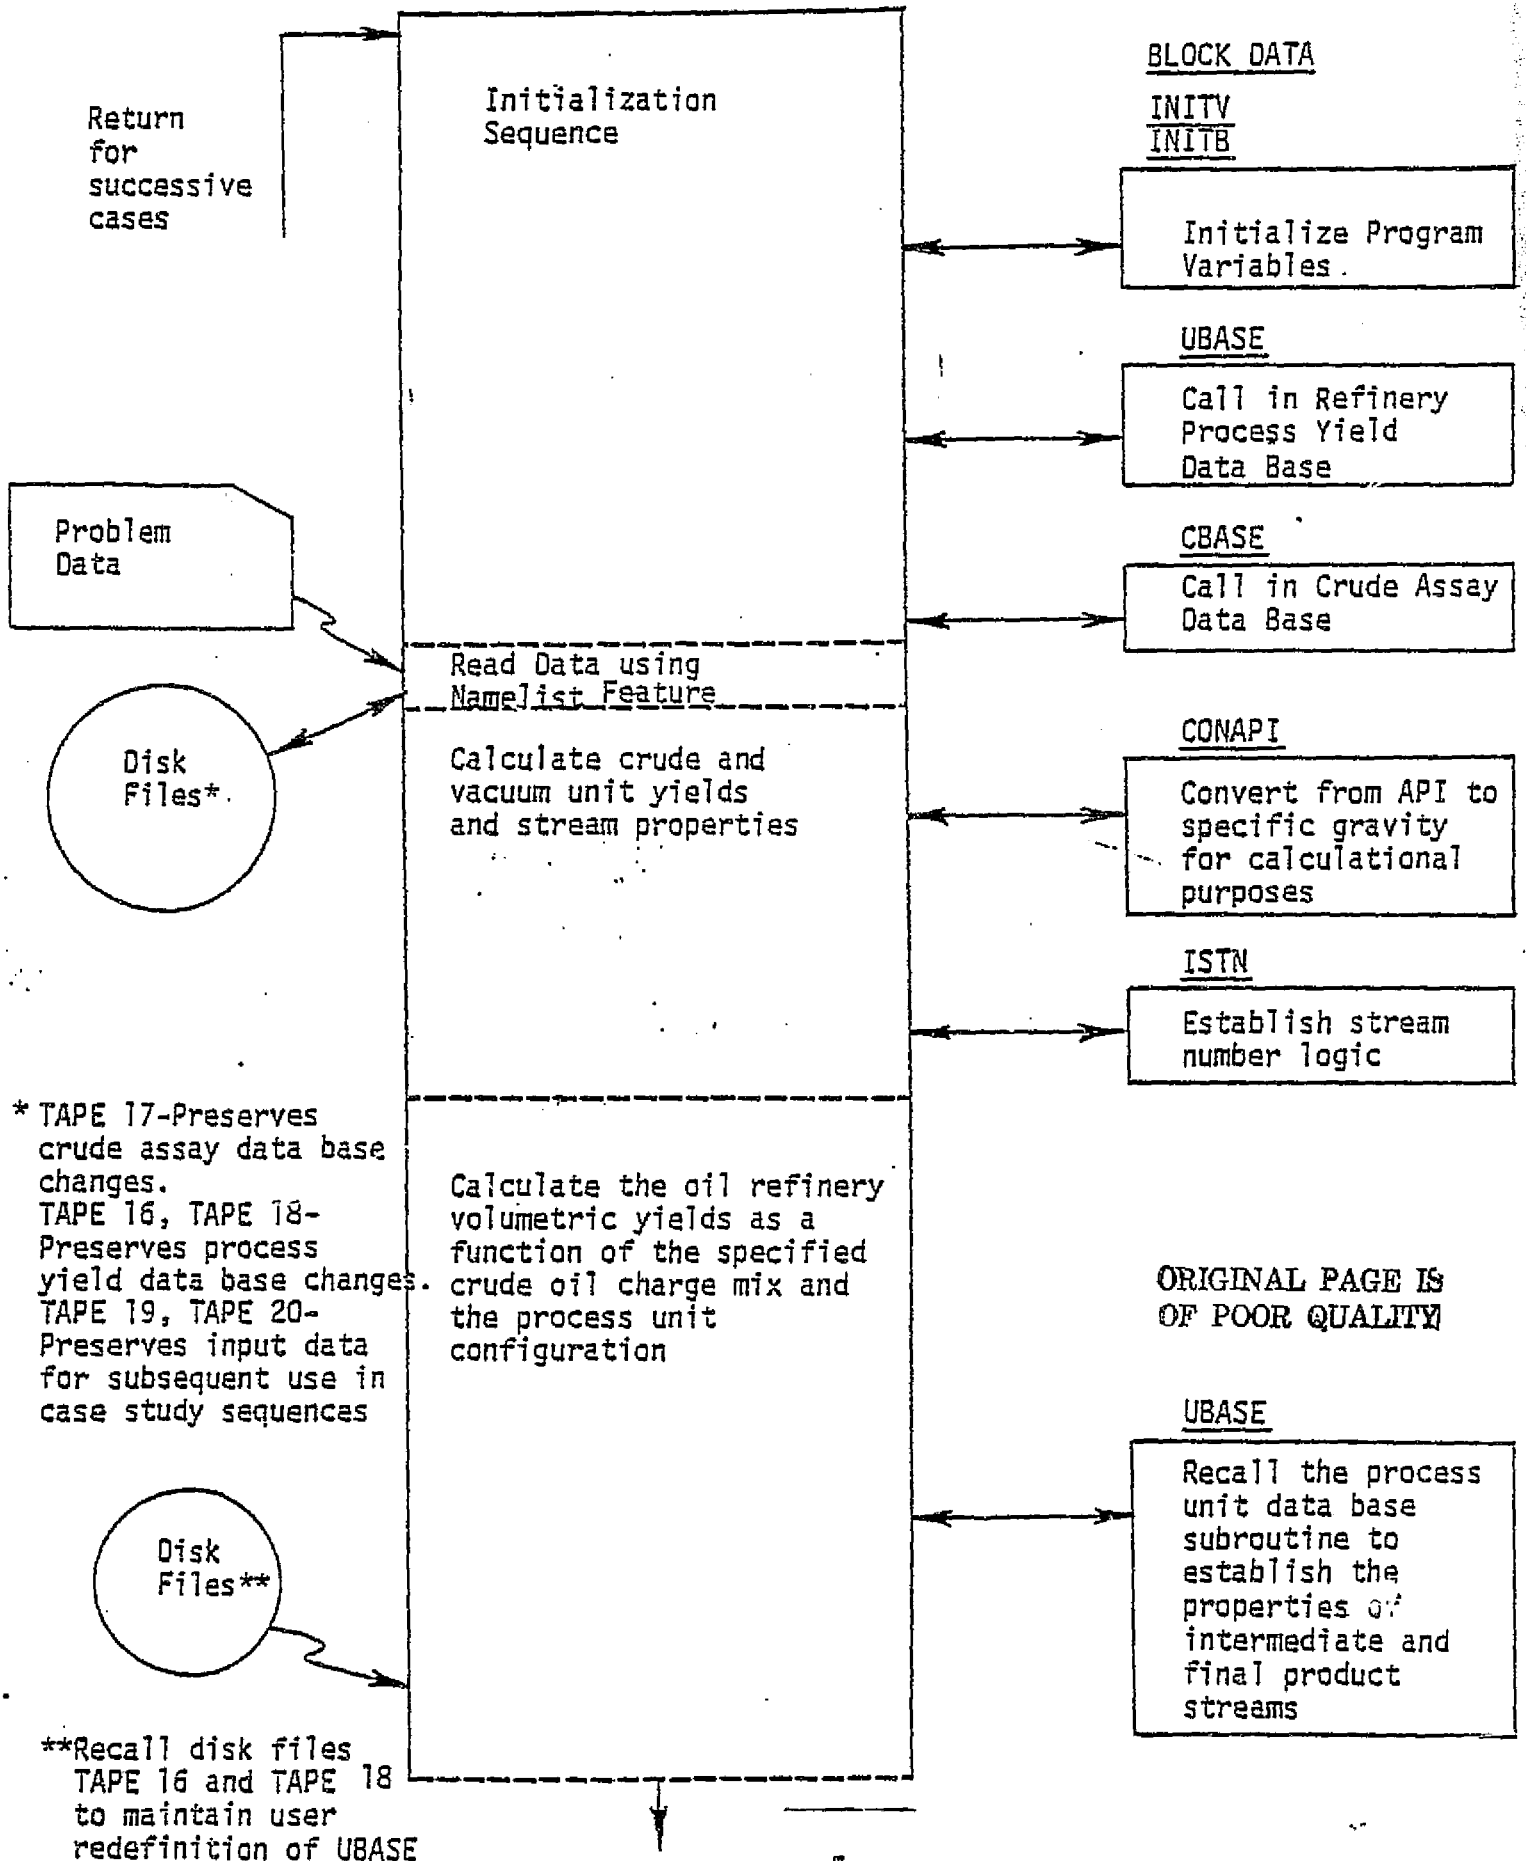 Return
for
successive
cases
Initialization
Sequence
BLOCK DATA
INITV
INITB
Initialize Program
Variables.
UBASE
Call in Refinery
Process Yield
Data Base
CBASE
Call in Crude Assay
Data Base
Problem
Data
Read Data using
Namelist Feature
Disk
Files*
Calculate crude and
vacuum unit yields
and stream properties
CONAPI
Convert from API to
specific gravity
for calculational
purposes
ISTN
Establish stream
number logic
* TAPE 17-Preserves
crude assay data base
changes.
TAPE 16, TAPE 18-
Preserves process
yield data base changes.
TAPE 19, TAPE 20-
Preserves input data
for subsequent use in
case study sequences
Calculate the oil refinery
volumetric yields as a
function of the specified
crude oil charge mix and
the process unit
configuration
ORIGINAL PAGE IS
OF POOR QUALITY
UBASE
Recall the process
unit data base
subroutine to
establish the
properties of
intermediate and
final product
streams
Disk
Files**
**Recall disk files
TAPE 16 and TAPE 18
to maintain user
redefinition of UBASE